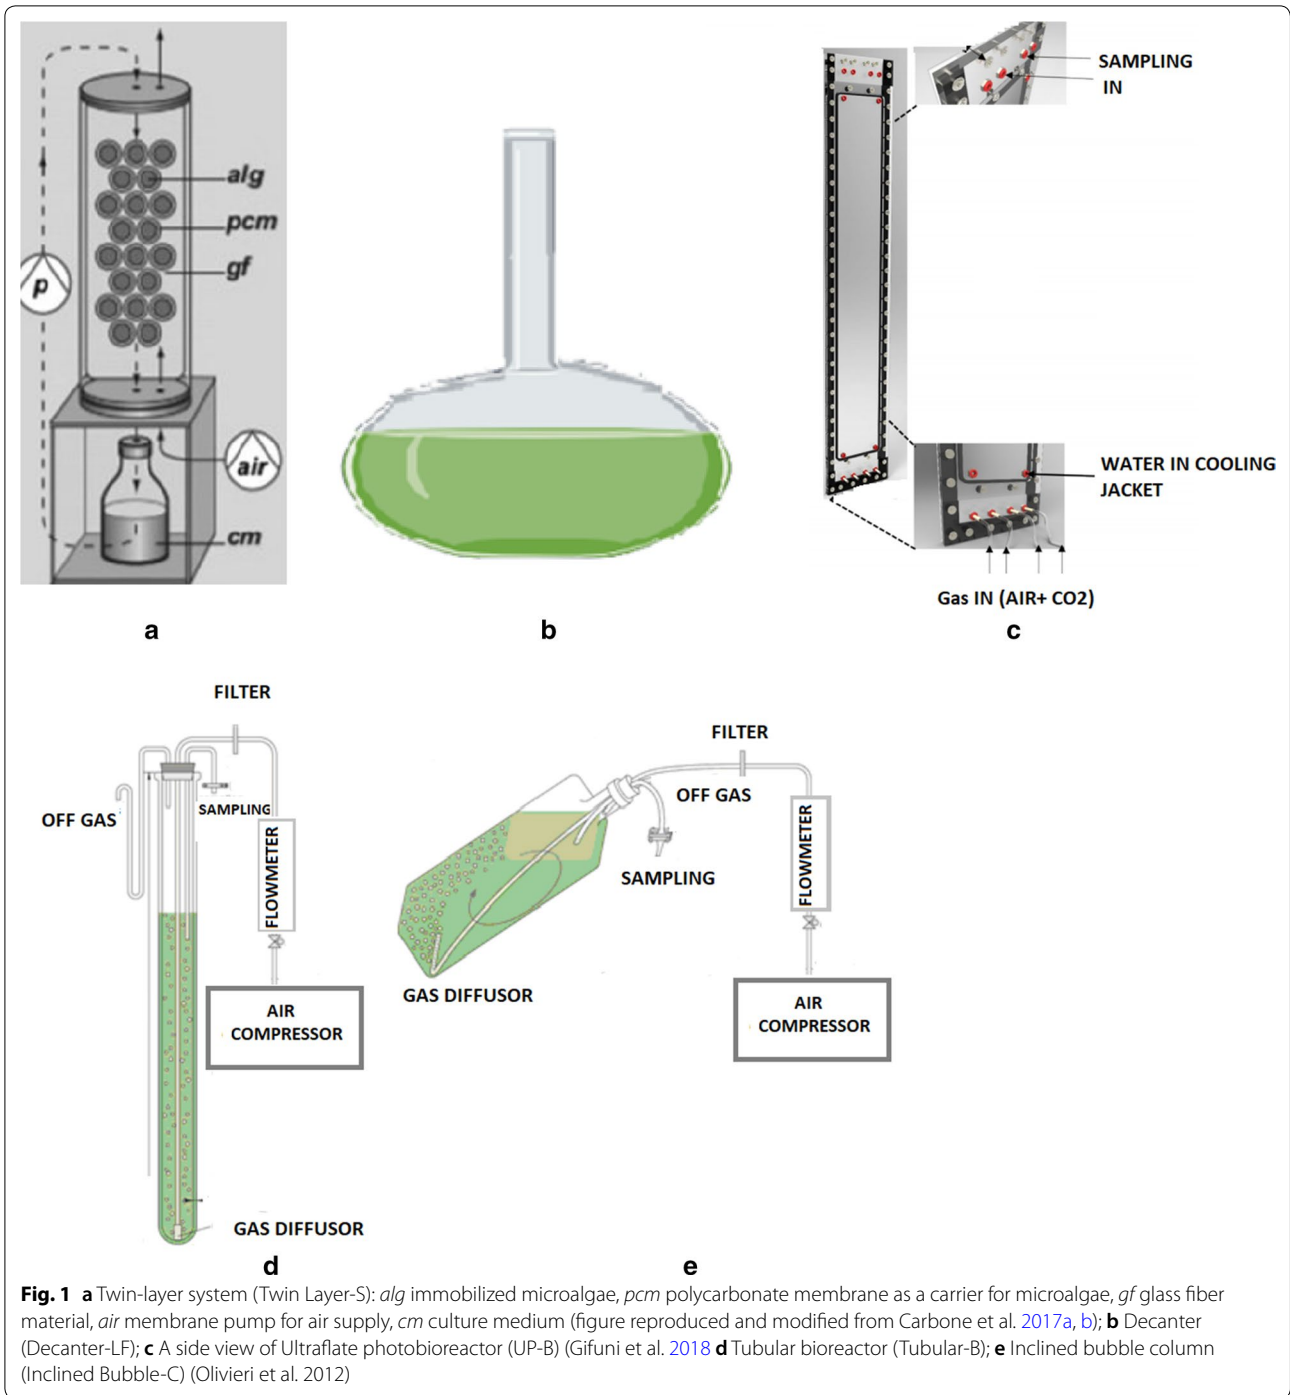 alg
pcm
gf
p
air
cm
a
b
SAMPLING
IN
WATER IN COOLING
JACKET
Gas IN (AIR+ CO2)
c
FILTER
OFF GAS
SAMPLING
FLOWMETER
AIR
COMPRESSOR
GAS DIFFUSOR
d
FILTER
OFF GAS
SAMPLING
FLOWMETER
GAS DIFFUSOR
AIR
COMPRESSOR
e
Fig. 1 a Twin-layer system (Twin Layer-S): alg immobilized microalgae, pcm polycarbonate membrane as a carrier for microalgae, gf glass fiber
material, air membrane pump for air supply, cm culture medium (figure reproduced and modified from Carbone et al. 2017a, b); b Decanter
(Decanter-LF); c A side view of Ultraflate photobioreactor (UP-B) (Gifuni et al. 2018 d Tubular bioreactor (Tubular-B); e Inclined bubble column
(Inclined Bubble-C) (Olivieri et al. 2012)